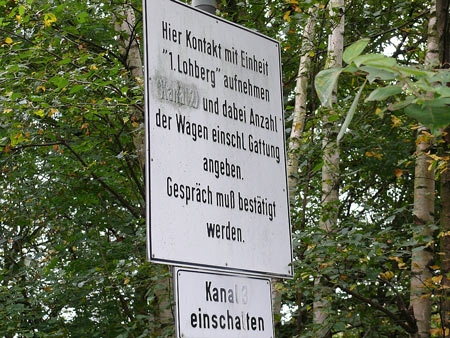 Hier Kontakt mit Einheit
"1. Lohberg" aufnehmen
und dabei Anzahl
der Wagen einschl. Gattung
angeben.
Gespräch muß bestätigt
werden.
Kanal 3
einschalten